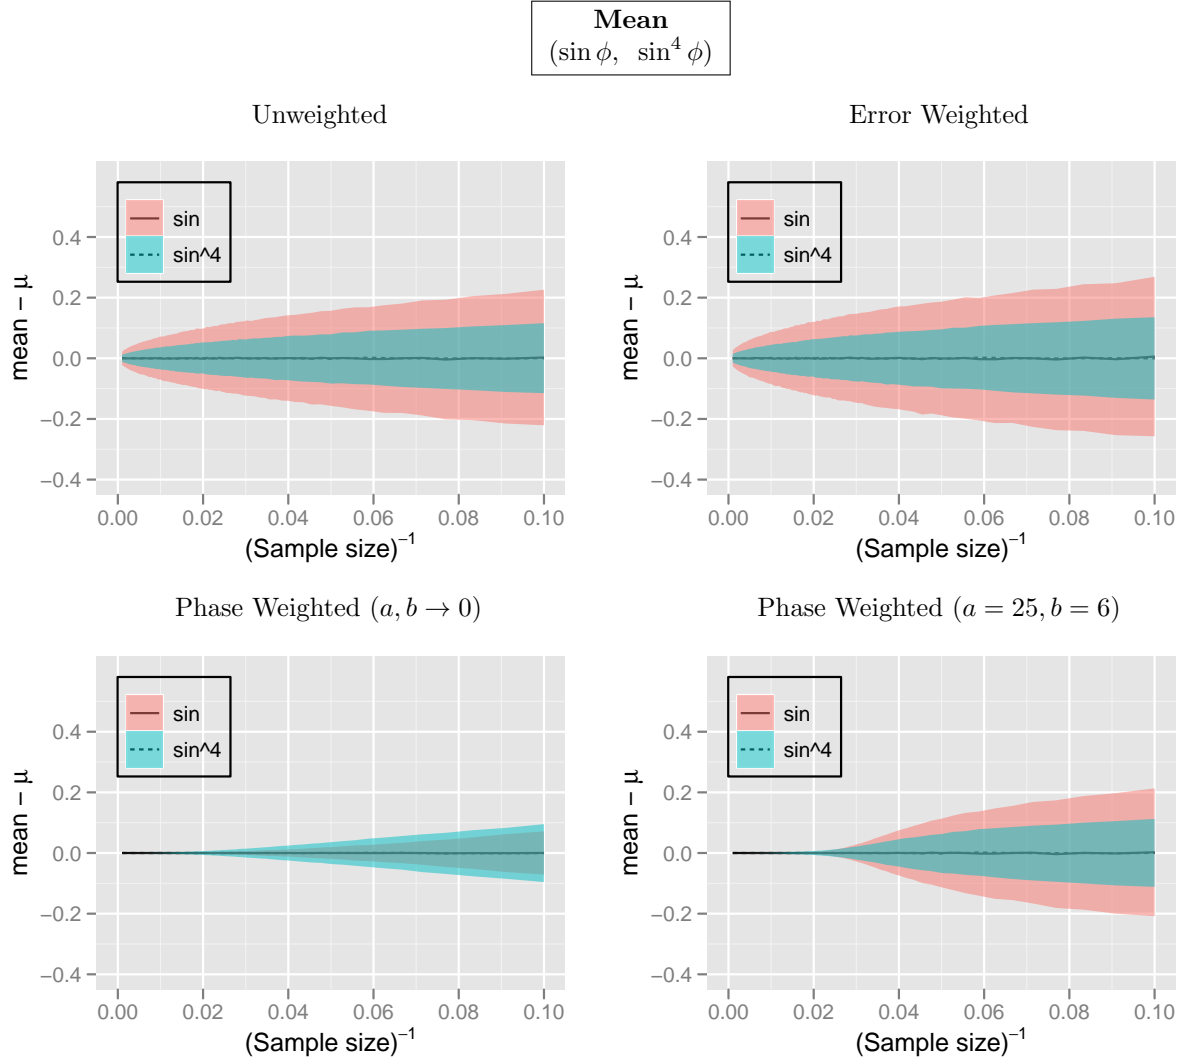 Mean
(sin ϕ, sin⁴ ϕ)
Unweighted
sin
sin^4
0.4
0.2
0.0
−0.2
−0.4
mean − μ
0.00 0.02 0.04 0.06 0.08 0.10
(Sample size)⁻¹
Error Weighted
sin
sin^4
0.4
0.2
0.0
−0.2
−0.4
mean − μ
0.00 0.02 0.04 0.06 0.08 0.10
(Sample size)⁻¹
Phase Weighted (a, b → 0)
sin
sin^4
0.4
0.2
0.0
−0.2
−0.4
mean − μ
0.00 0.02 0.04 0.06 0.08 0.10
(Sample size)⁻¹
Phase Weighted (a = 25, b = 6)
sin
sin^4
0.4
0.2
0.0
−0.2
−0.4
mean − μ
0.00 0.02 0.04 0.06 0.08 0.10
(Sample size)⁻¹